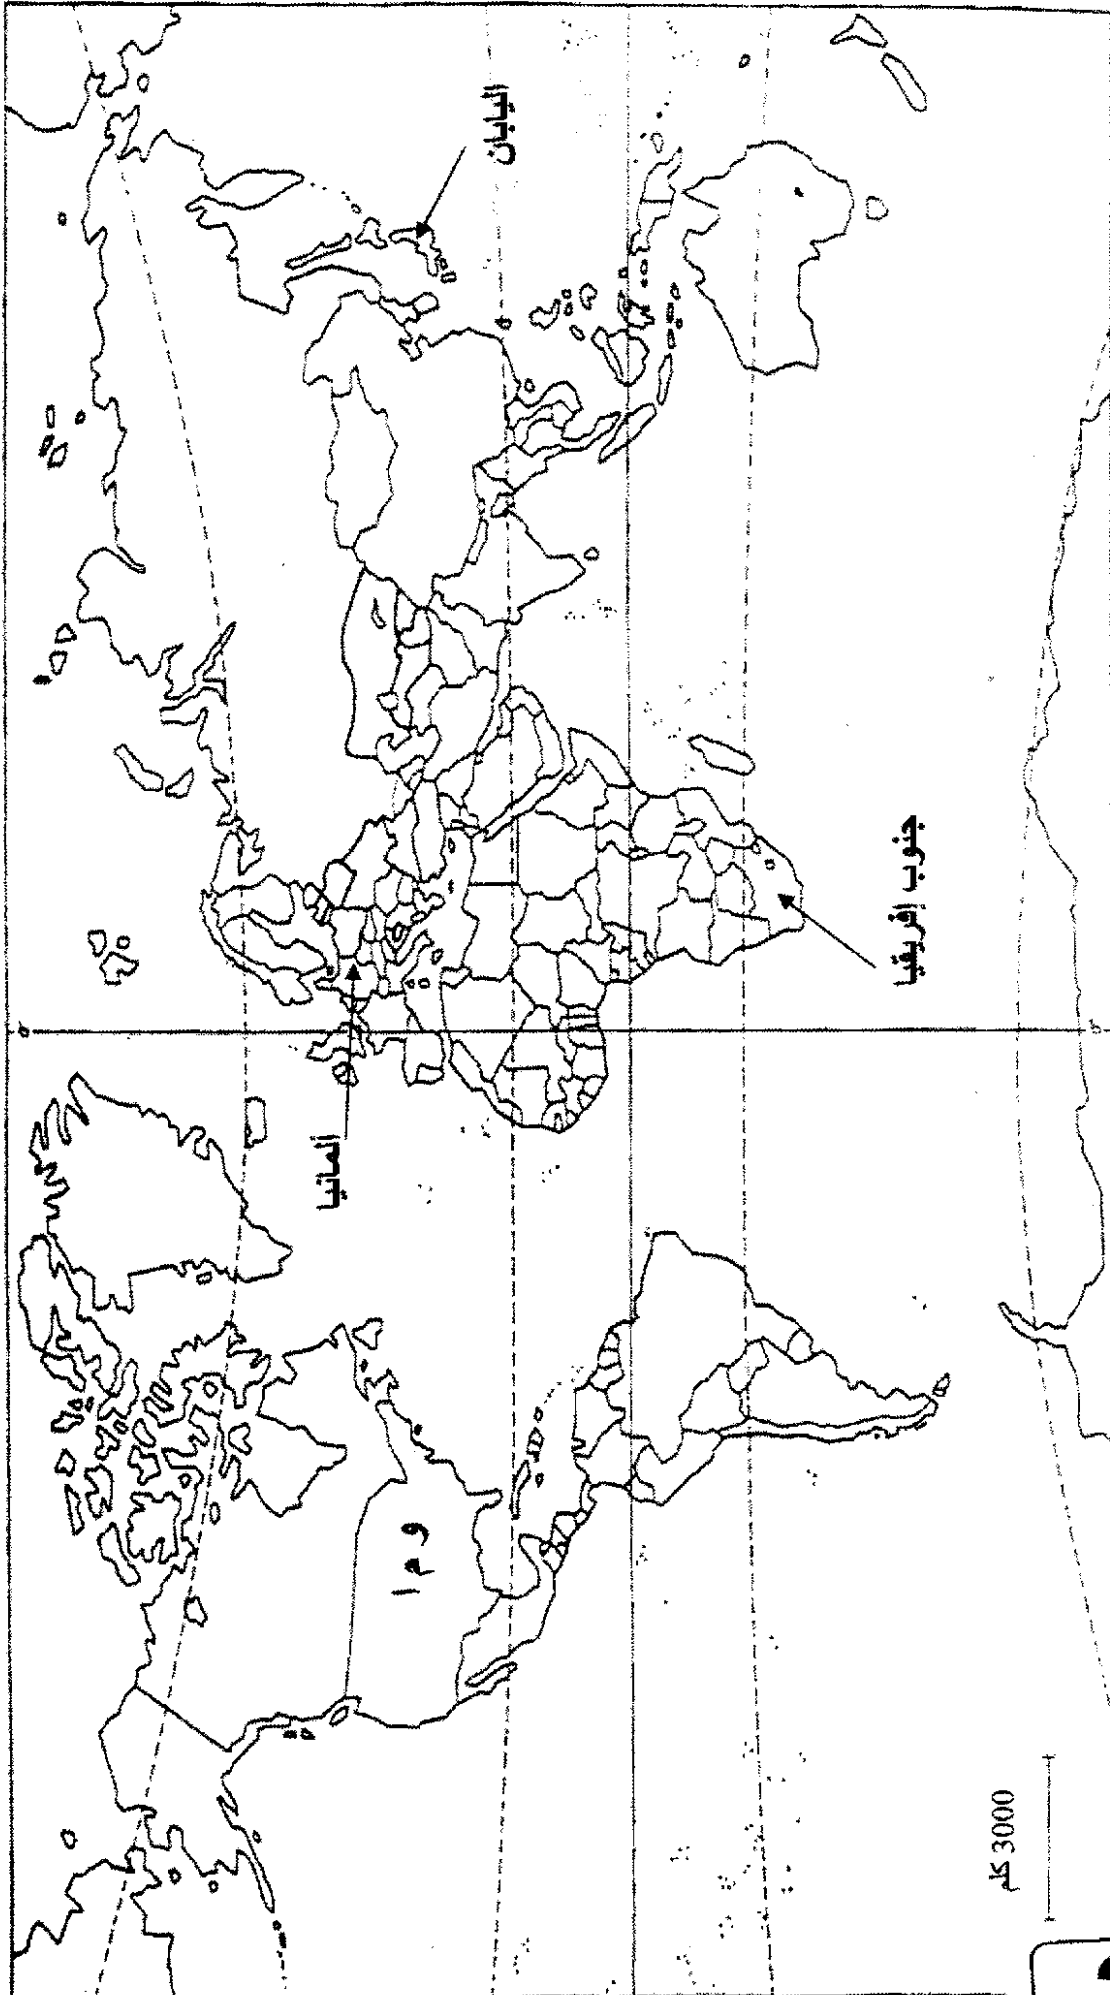 اليابان
ألمانيا
و م ا
جنوب إفريقيا
3000 كلم